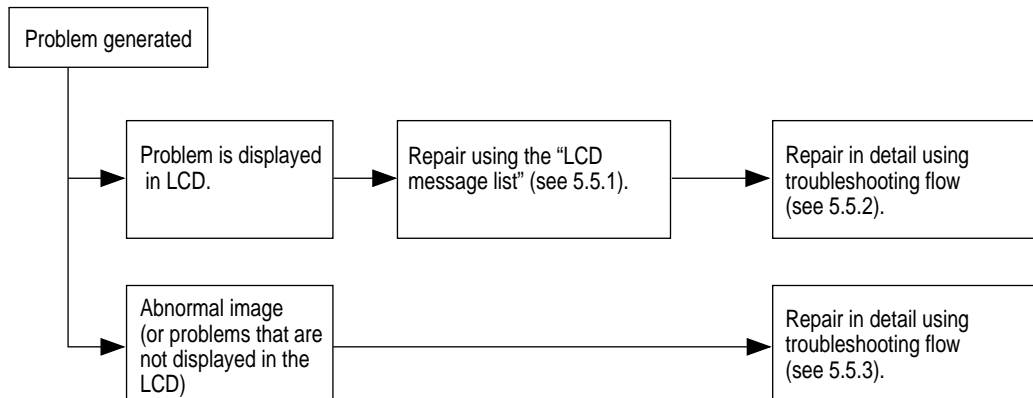 Problem generated
Problem is displayed
in LCD.
Repair using the “LCD
message list” (see 5.5.1).
Repair in detail using
troubleshooting flow
(see 5.5.2).
Abnormal image
(or problems that are
not displayed in the
LCD)
Repair in detail using
troubleshooting flow
(see 5.5.3).